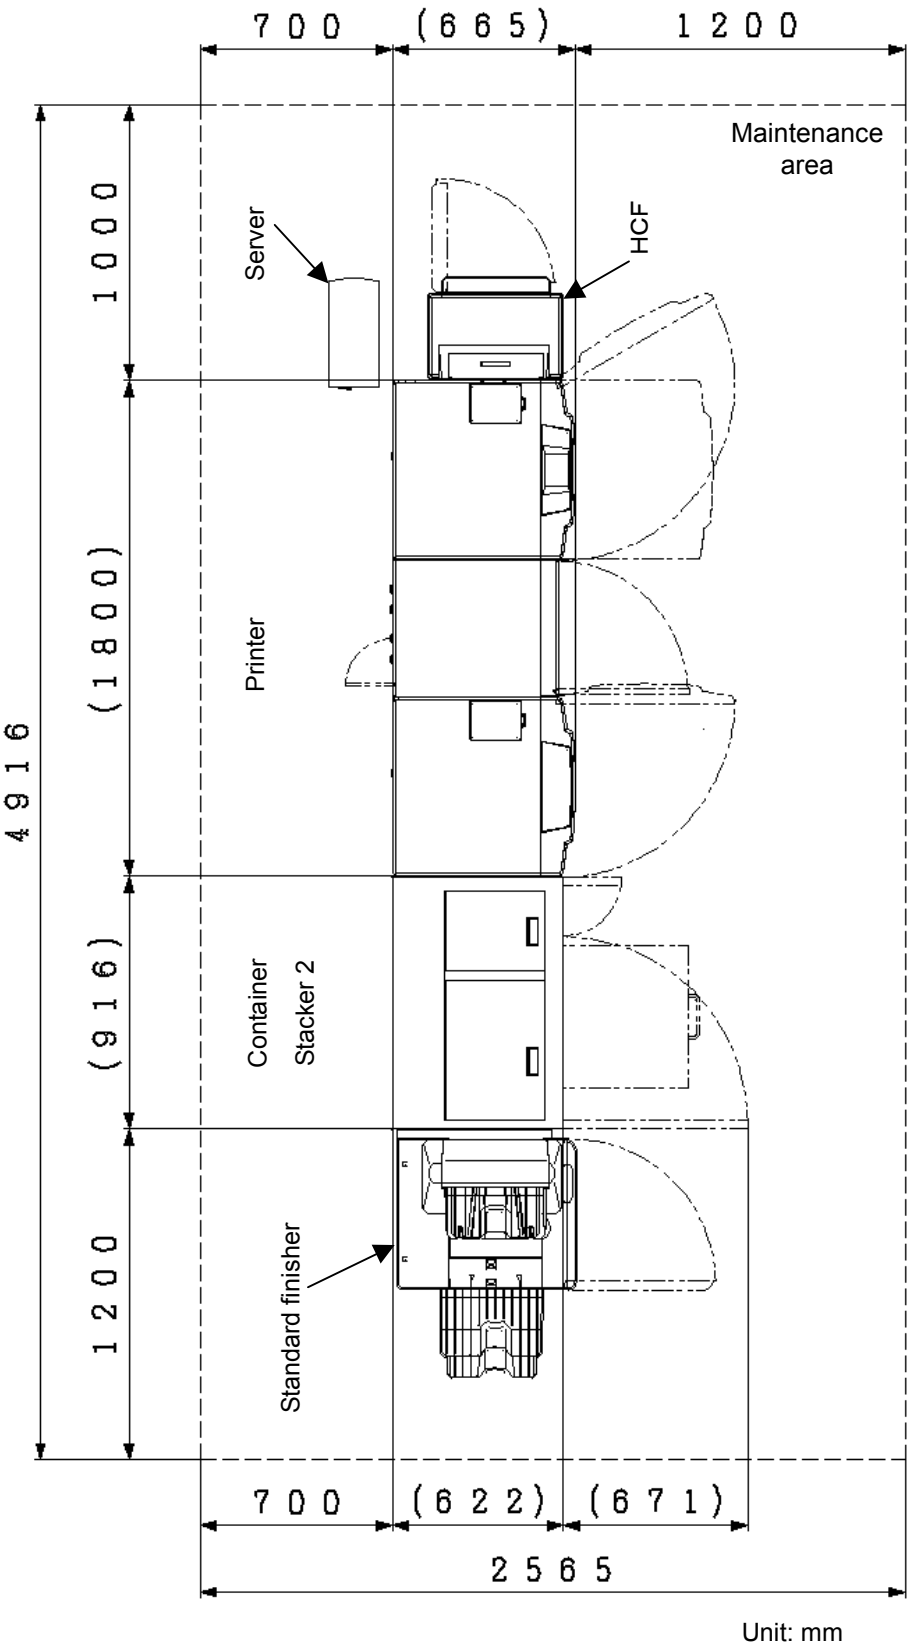 700
(665)
1200
Maintenance
area
1000
Server
HCF
(1800)
Printer
4916
(916)
Container
Stacker 2
1200
Standard finisher
700
(622)
(671)
2565
Unit: mm